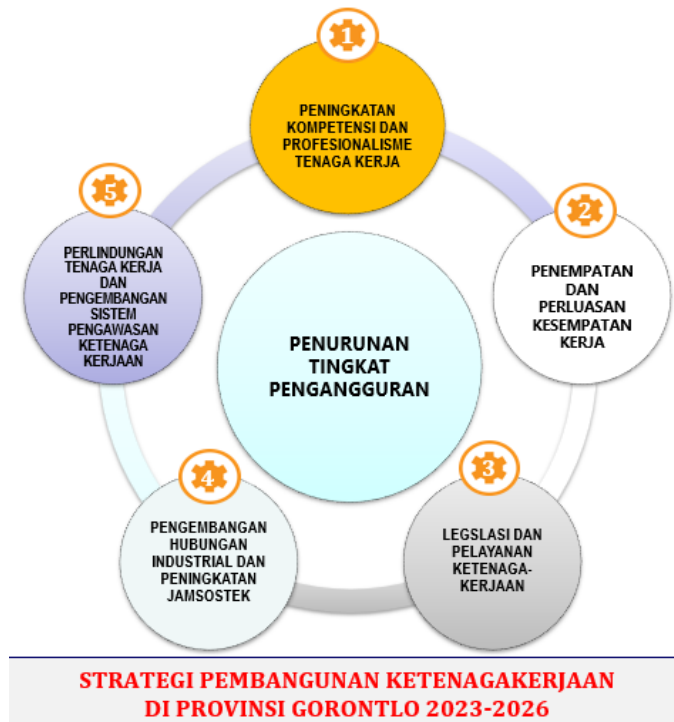 1
PENINGKATAN
KOMPETENSI DAN
PROFESIONALISME
TENAGA KERJA
2
PENEMPATAN
DAN
PERLUASAN
KESEMPATAN
KERJA
3
LEGSLASI DAN
PELAYANAN
KETENAGA-
KERJAAN
4
PENGEMBANGAN
HUBUNGAN
INDUSTRIAL DAN
PENINGKATAN
JAMSOSTEK
5
PERLINDUNGAN
TENAGA KERJA
DAN
PENGEMBANGAN
SISTEM
PENGAWASAN
KETENAGA
KERJAAN
PENURUNAN
TINGKAT
PENGANGGURAN
STRATEGI PEMBANGUNAN KETENAGAKERJAAN
DI PROVINSI GORONTLO 2023-2026